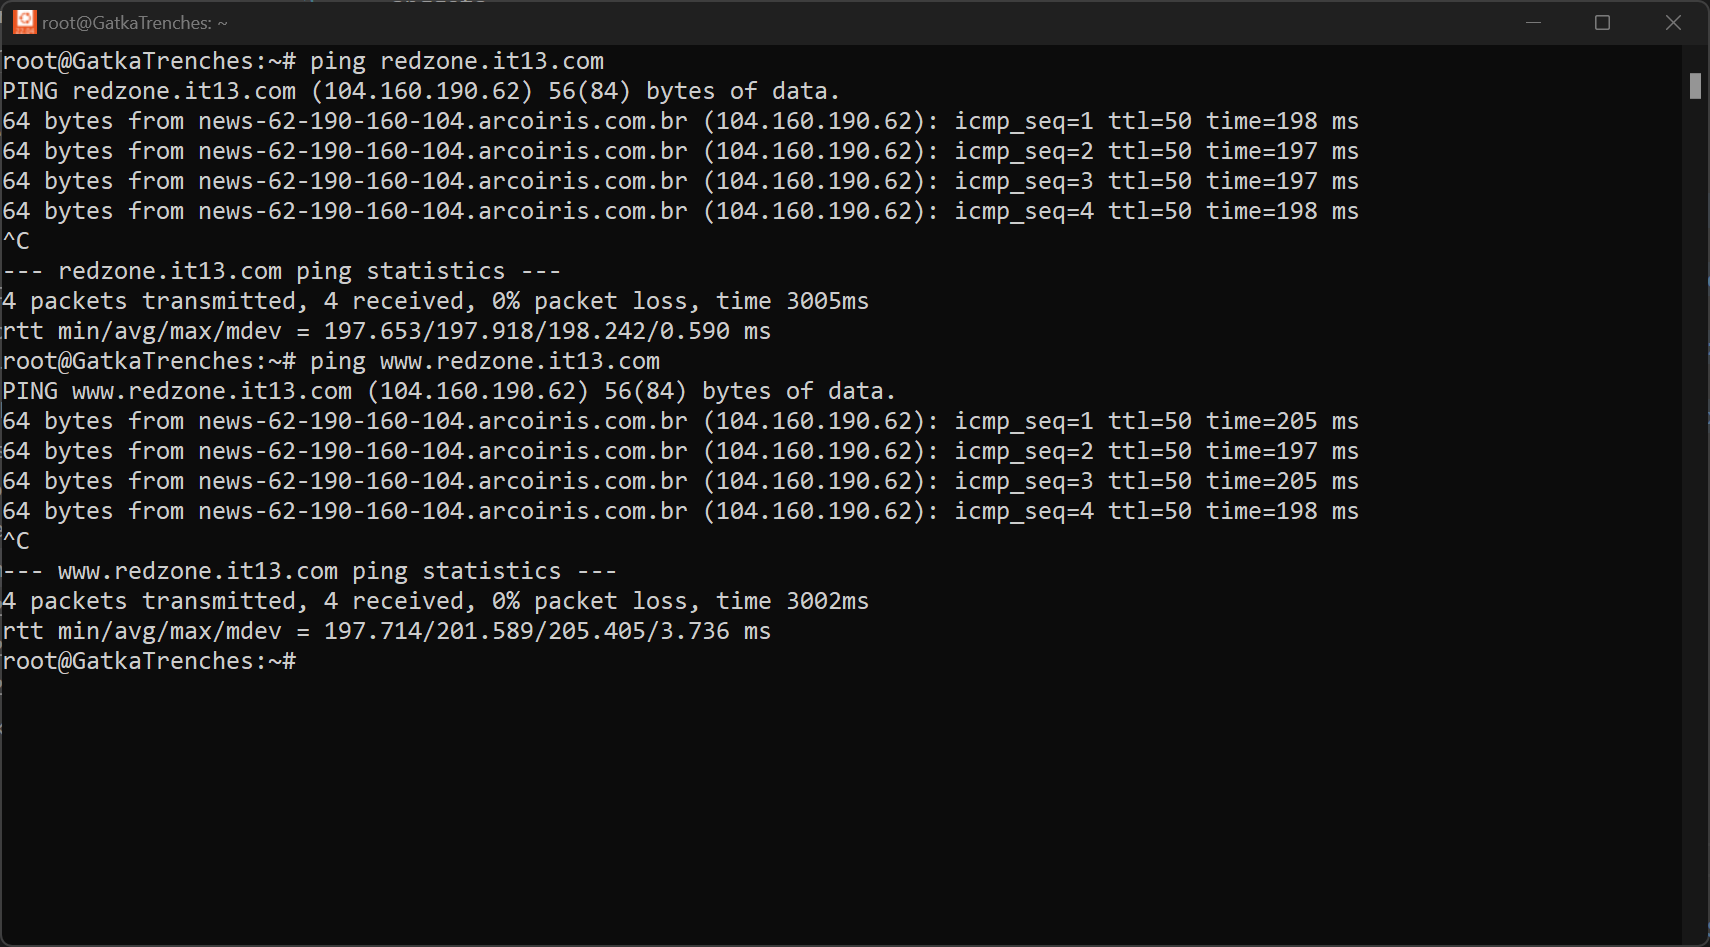 root@GatkaTrenches: ~
root@GatkaTrenches:~# ping redzone.it13.com
PING redzone.it13.com (104.160.190.62) 56(84) bytes of data.
64 bytes from news-62-190-160-104.arcoiris.com.br (104.160.190.62): icmp_seq=1 ttl=50 time=198 ms
64 bytes from news-62-190-160-104.arcoiris.com.br (104.160.190.62): icmp_seq=2 ttl=50 time=197 ms
64 bytes from news-62-190-160-104.arcoiris.com.br (104.160.190.62): icmp_seq=3 ttl=50 time=197 ms
64 bytes from news-62-190-160-104.arcoiris.com.br (104.160.190.62): icmp_seq=4 ttl=50 time=198 ms
^C
--- redzone.it13.com ping statistics ---
4 packets transmitted, 4 received, 0% packet loss, time 3005ms
rtt min/avg/max/mdev = 197.653/197.918/198.242/0.590 ms
root@GatkaTrenches:~# ping www.redzone.it13.com
PING www.redzone.it13.com (104.160.190.62) 56(84) bytes of data.
64 bytes from news-62-190-160-104.arcoiris.com.br (104.160.190.62): icmp_seq=1 ttl=50 time=205 ms
64 bytes from news-62-190-160-104.arcoiris.com.br (104.160.190.62): icmp_seq=2 ttl=50 time=197 ms
64 bytes from news-62-190-160-104.arcoiris.com.br (104.160.190.62): icmp_seq=3 ttl=50 time=205 ms
64 bytes from news-62-190-160-104.arcoiris.com.br (104.160.190.62): icmp_seq=4 ttl=50 time=198 ms
^C
--- www.redzone.it13.com ping statistics ---
4 packets transmitted, 4 received, 0% packet loss, time 3002ms
rtt min/avg/max/mdev = 197.714/201.589/205.405/3.736 ms
root@GatkaTrenches:~#